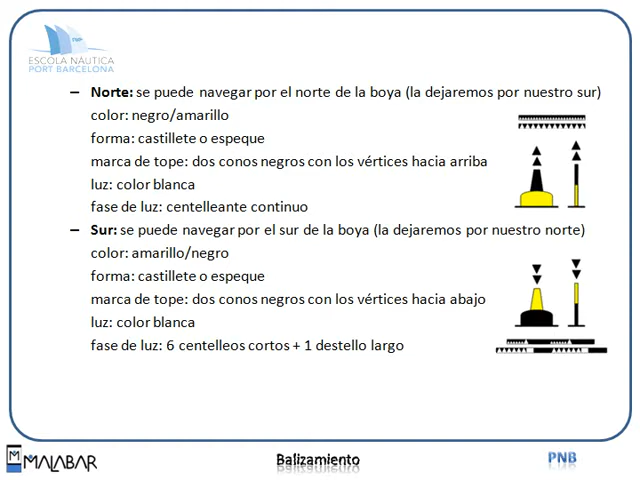 ESCOLA NÀUTICA
PORT BARCELONA
– Norte: se puede navegar por el norte de la boya (la dejaremos por nuestro sur)
color: negro/amarillo
forma: castillete o espeque
marca de tope: dos conos negros con los vértices hacia arriba
luz: color blanca
fase de luz: centelleante continuo
– Sur: se puede navegar por el sur de la boya (la dejaremos por nuestro norte)
color: amarillo/negro
forma: castillete o espeque
marca de tope: dos conos negros con los vértices hacia abajo
luz: color blanca
fase de luz: 6 centelleos cortos + 1 destello largo
M MALABAR
Balizamiento
PNB